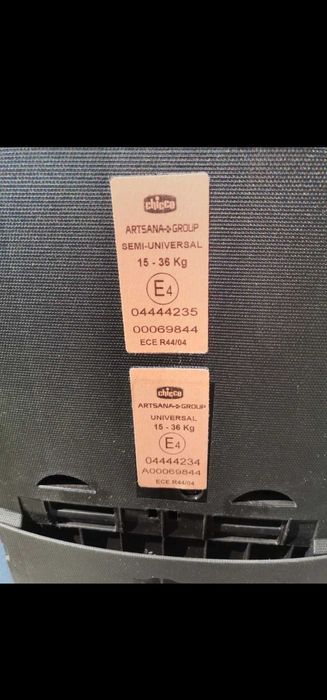 chicco
ARTSANA GROUP
SEMI-UNIVERSAL
15 - 36 Kg
E4
04444235
00069844
ECE R44/04
chicco
ARTSANA GROUP
UNIVERSAL
15 - 36 Kg
E4
04444234
A00069844
ECE R44/04